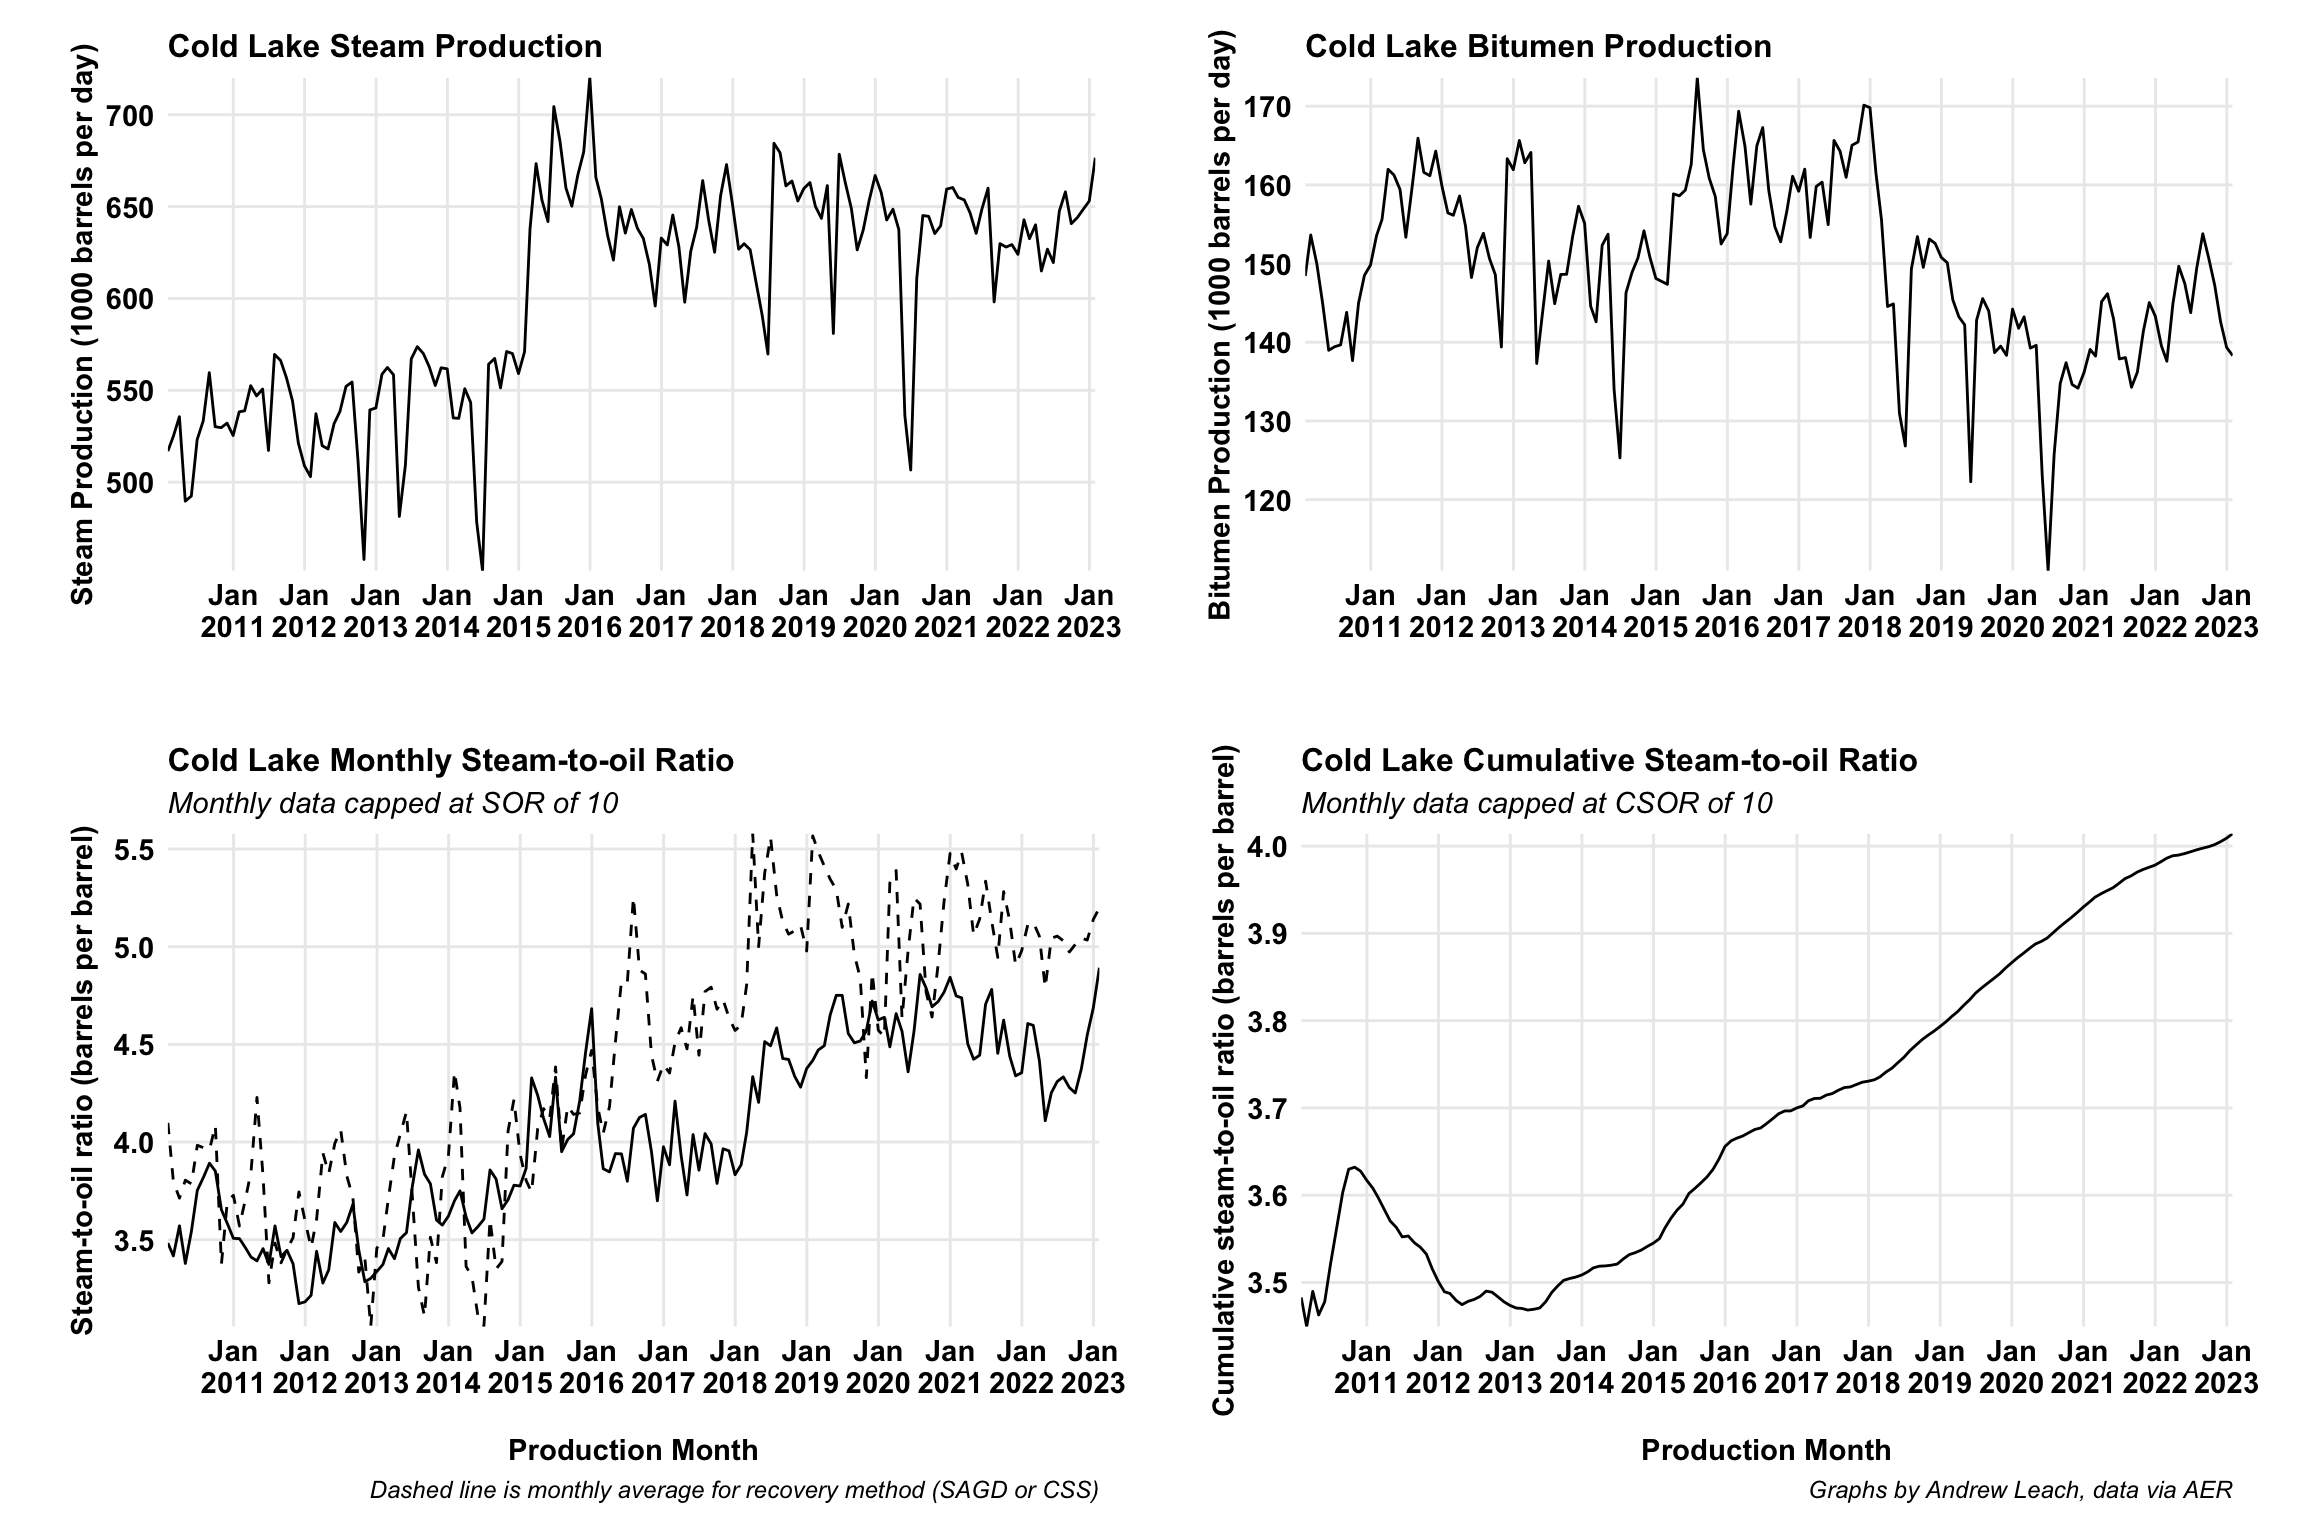 Cold Lake Steam Production
Steam Production (1000 barrels per day)
700
650
600
550
500
Jan Jan Jan Jan Jan Jan Jan Jan Jan Jan Jan Jan Jan
2011 2012 2013 2014 2015 2016 2017 2018 2019 2020 2021 2022 2023
Cold Lake Bitumen Production
Bitumen Production (1000 barrels per day)
170
160
150
140
130
120
Jan Jan Jan Jan Jan Jan Jan Jan Jan Jan Jan Jan Jan
2011 2012 2013 2014 2015 2016 2017 2018 2019 2020 2021 2022 2023
Cold Lake Monthly Steam-to-oil Ratio
Monthly data capped at SOR of 10
Steam-to-oil ratio (barrels per barrel)
5.5
5.0
4.5
4.0
3.5
Jan Jan Jan Jan Jan Jan Jan Jan Jan Jan Jan Jan Jan
2011 2012 2013 2014 2015 2016 2017 2018 2019 2020 2021 2022 2023
Production Month
Dashed line is monthly average for recovery method (SAGD or CSS)
Cold Lake Cumulative Steam-to-oil Ratio
Monthly data capped at CSOR of 10
Cumulative steam-to-oil ratio (barrels per barrel)
4.0
3.9
3.8
3.7
3.6
3.5
Jan Jan Jan Jan Jan Jan Jan Jan Jan Jan Jan Jan Jan
2011 2012 2013 2014 2015 2016 2017 2018 2019 2020 2021 2022 2023
Production Month
Graphs by Andrew Leach, data via AER